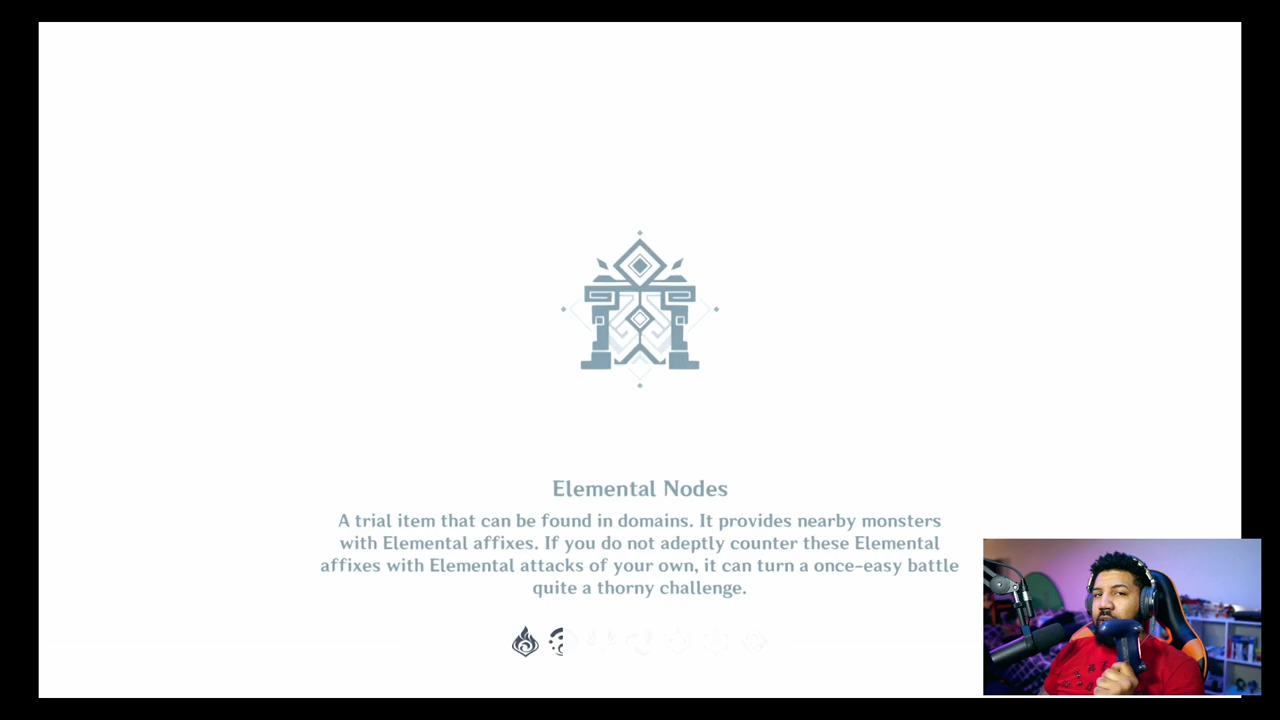 Elemental Nodes
A trial item that can be found in domains. It provides nearby monsters
with Elemental affixes. If you do not adeptly counter these Elemental
affixes with Elemental attacks of your own, it can turn a once-easy battle
quite a thorny challenge.